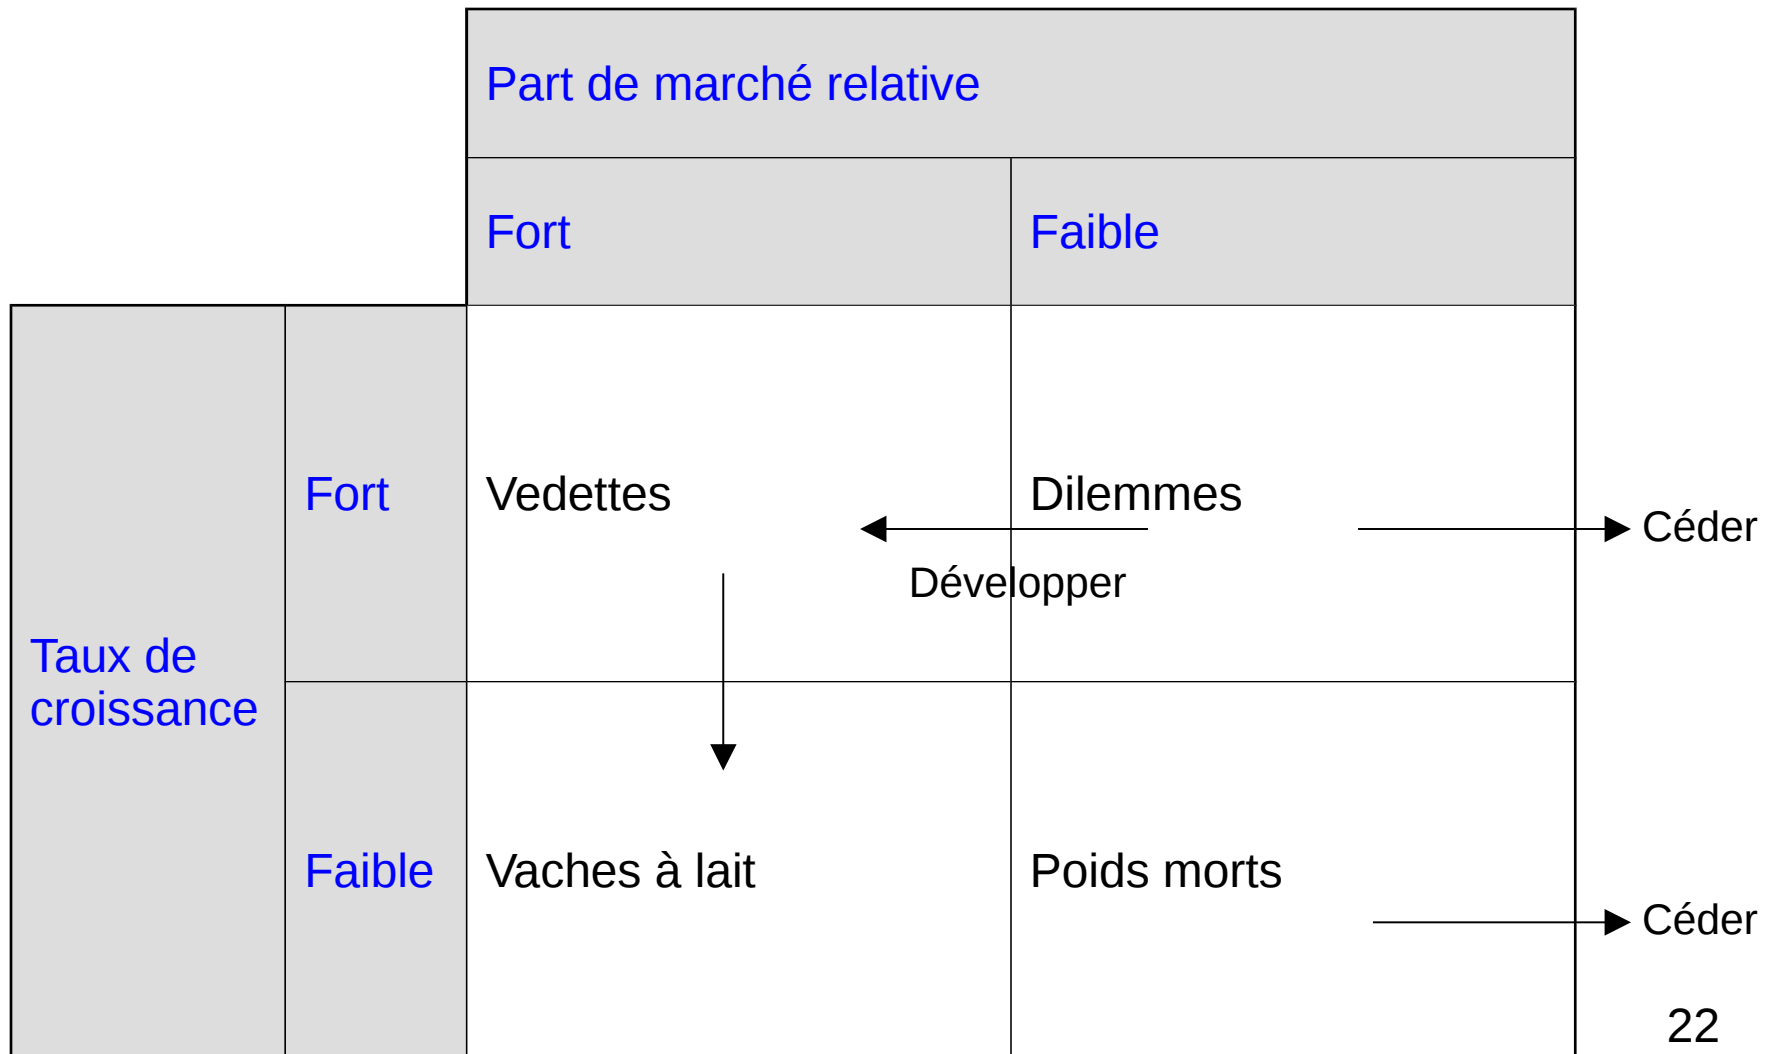 Part de marché relative
Fort
Faible
Taux de
croissance
Fort
Vedettes
Dilemmes
Céder
Développer
Faible
Vaches à lait
Poids morts
Céder
22